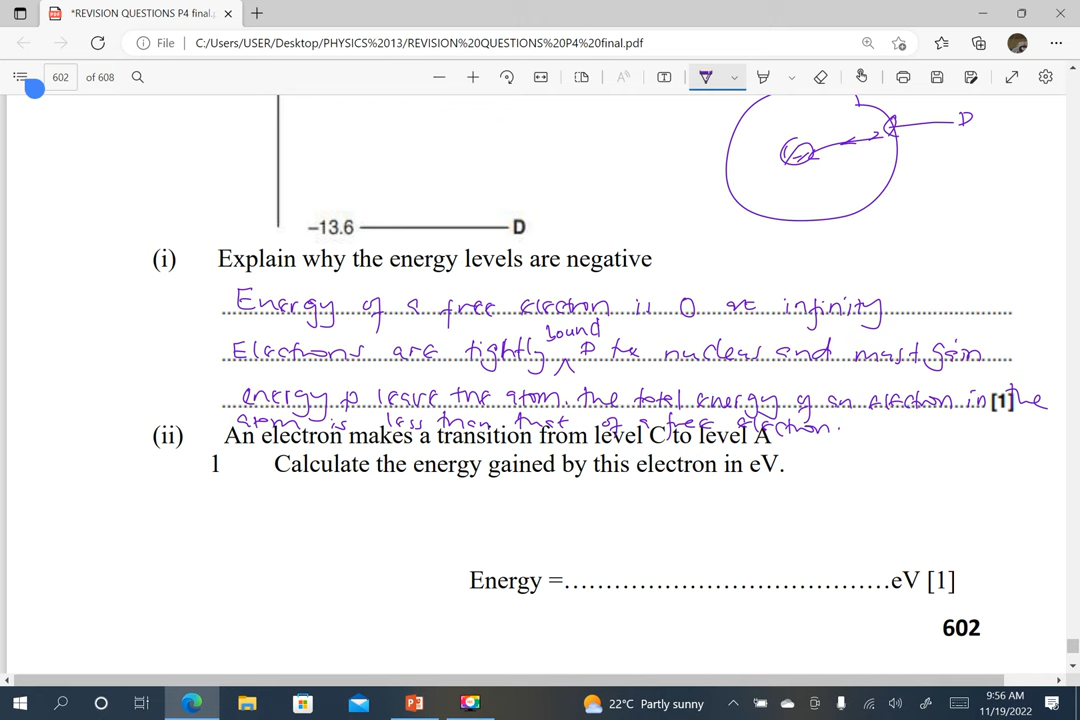 *REVISION QUESTIONS P4 final.p
File
C:/Users/USER/Desktop/PHYSICS%2013/REVISION%20QUESTIONS%20P4%20final.pdf
602 of 608
D
-13.6 D
(i) Explain why the energy levels are negative
Energy of a free electron is 0 at infinity
bound
Electrons are tightly to the nucleus and must gain
energy to leave the atom. the total energy of an electron in [1] the
atom is less than that of a free electron.
(ii) An electron makes a transition from level C to level A
1 Calculate the energy gained by this electron in eV.
Energy =........................................eV [1]
602
22°C Partly sunny
9:56 AM
11/19/2022